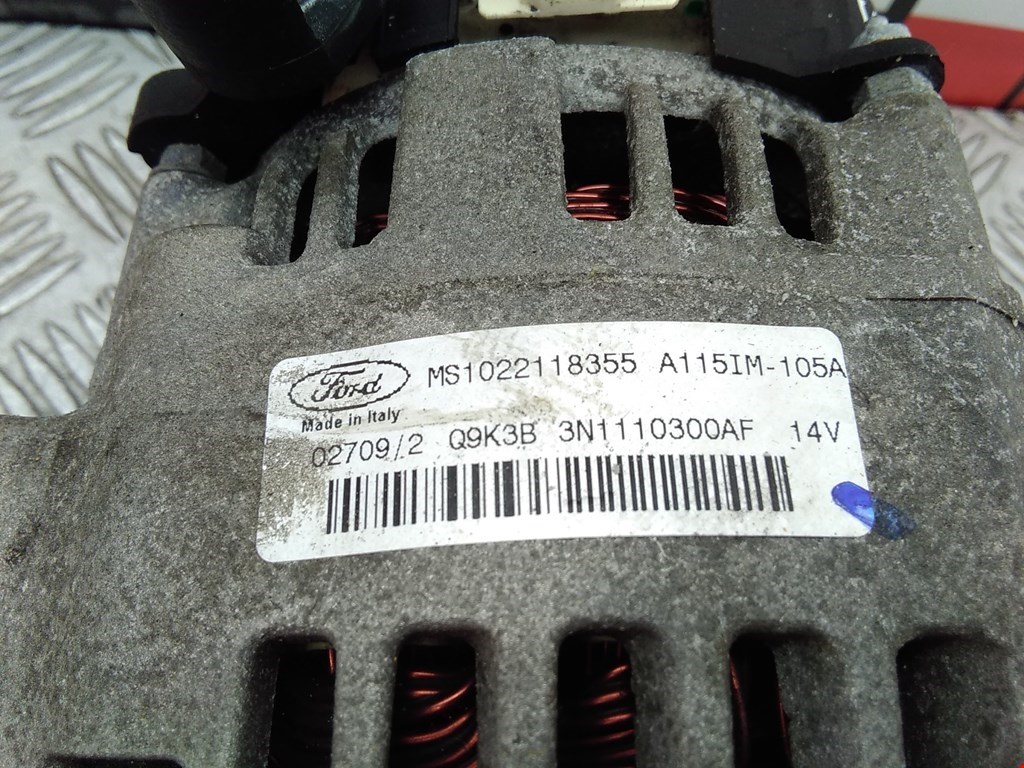 Ford MS1022118355 A115IM-105A
Made in Italy
02709/2 Q9K3B 3N1110300AF 14V